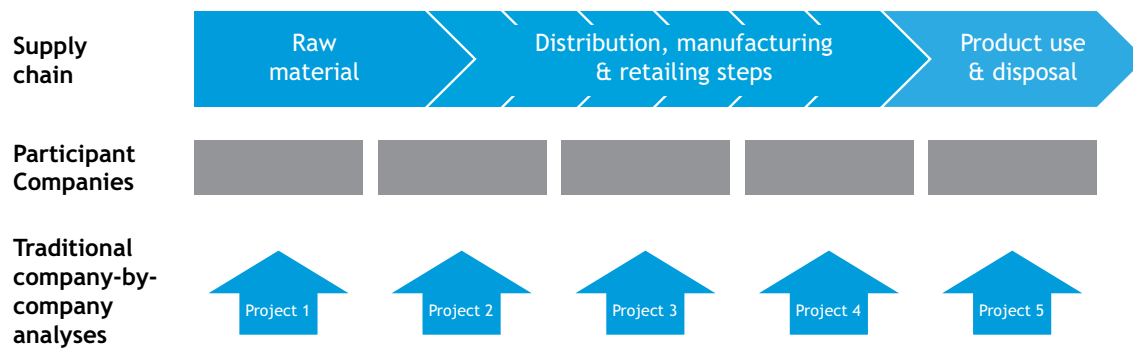 Supply
chain
Raw
material
Distribution, manufacturing
& retailing steps
Product use
& disposal
Participant
Companies
Traditional
company-by-
company
analyses
Project 1
Project 2
Project 3
Project 4
Project 5